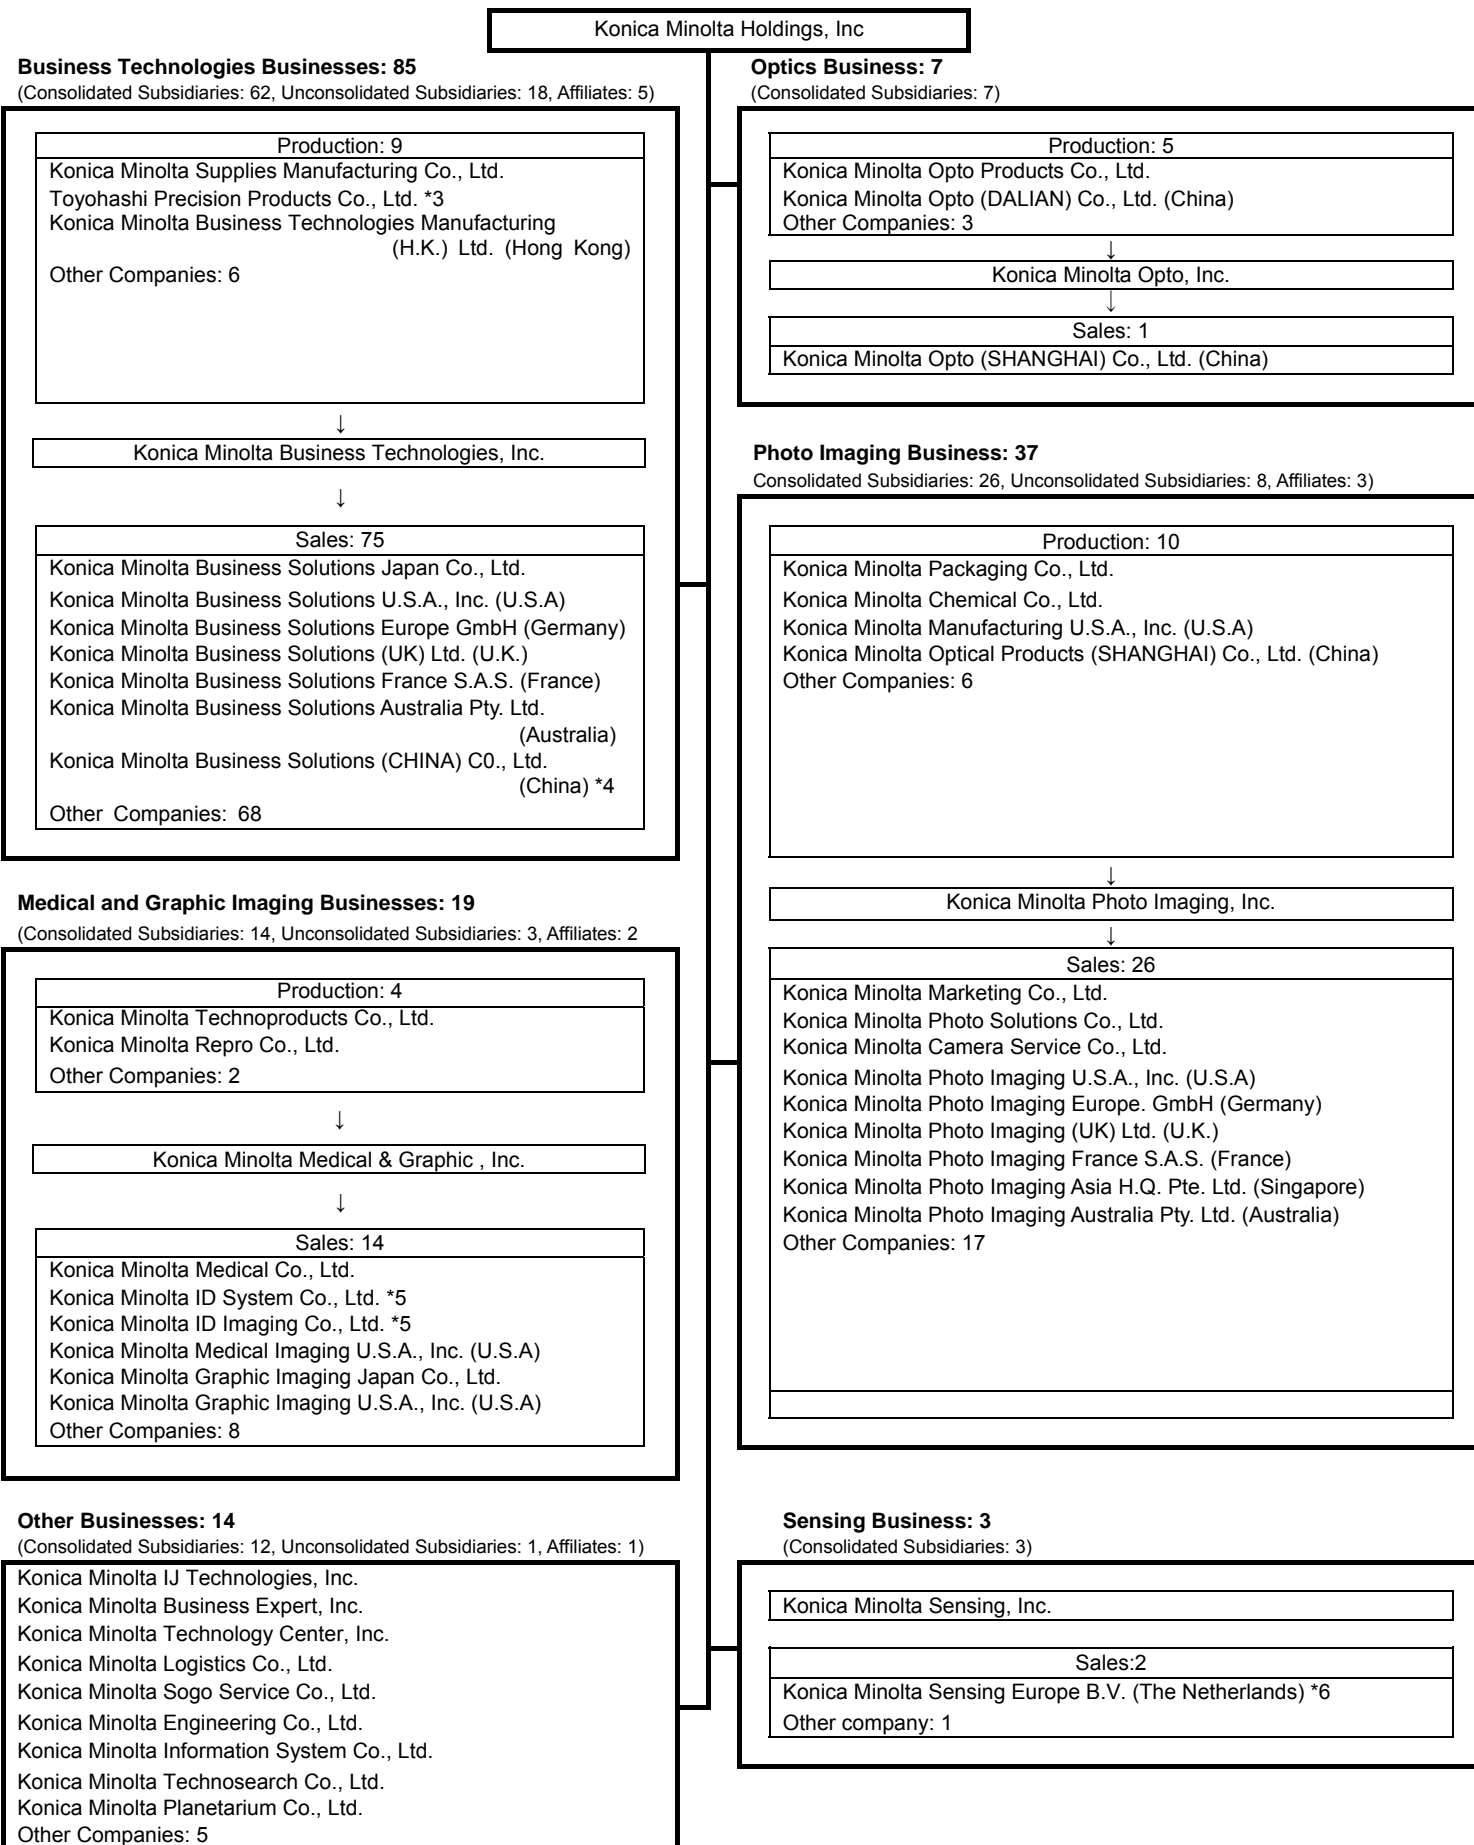 Konica Minolta Holdings, Inc
Business Technologies Businesses: 85
(Consolidated Subsidiaries: 62, Unconsolidated Subsidiaries: 18, Affiliates: 5)
Production: 9
Konica Minolta Supplies Manufacturing Co., Ltd.
Toyohashi Precision Products Co., Ltd. *3
Konica Minolta Business Technologies Manufacturing
(H.K.) Ltd. (Hong Kong)
Other Companies: 6
↓
Konica Minolta Business Technologies, Inc.
↓
Sales: 75
Konica Minolta Business Solutions Japan Co., Ltd.
Konica Minolta Business Solutions U.S.A., Inc. (U.S.A)
Konica Minolta Business Solutions Europe GmbH (Germany)
Konica Minolta Business Solutions (UK) Ltd. (U.K.)
Konica Minolta Business Solutions France S.A.S. (France)
Konica Minolta Business Solutions Australia Pty. Ltd.
(Australia)
Konica Minolta Business Solutions (CHINA) C0., Ltd.
(China) *4
Other Companies: 68
Medical and Graphic Imaging Businesses: 19
(Consolidated Subsidiaries: 14, Unconsolidated Subsidiaries: 3, Affiliates: 2
Production: 4
Konica Minolta Technoproducts Co., Ltd.
Konica Minolta Repro Co., Ltd.
Other Companies: 2
↓
Konica Minolta Medical & Graphic , Inc.
↓
Sales: 14
Konica Minolta Medical Co., Ltd.
Konica Minolta ID System Co., Ltd. *5
Konica Minolta ID Imaging Co., Ltd. *5
Konica Minolta Medical Imaging U.S.A., Inc. (U.S.A)
Konica Minolta Graphic Imaging Japan Co., Ltd.
Konica Minolta Graphic Imaging U.S.A., Inc. (U.S.A)
Other Companies: 8
Other Businesses: 14
(Consolidated Subsidiaries: 12, Unconsolidated Subsidiaries: 1, Affiliates: 1)
Konica Minolta IJ Technologies, Inc.
Konica Minolta Business Expert, Inc.
Konica Minolta Technology Center, Inc.
Konica Minolta Logistics Co., Ltd.
Konica Minolta Sogo Service Co., Ltd.
Konica Minolta Engineering Co., Ltd.
Konica Minolta Information System Co., Ltd.
Konica Minolta Technosearch Co., Ltd.
Konica Minolta Planetarium Co., Ltd.
Other Companies: 5
Optics Business: 7
(Consolidated Subsidiaries: 7)
Production: 5
Konica Minolta Opto Products Co., Ltd.
Konica Minolta Opto (DALIAN) Co., Ltd. (China)
Other Companies: 3
↓
Konica Minolta Opto, Inc.
↓
Sales: 1
Konica Minolta Opto (SHANGHAI) Co., Ltd. (China)
Photo Imaging Business: 37
Consolidated Subsidiaries: 26, Unconsolidated Subsidiaries: 8, Affiliates: 3)
Production: 10
Konica Minolta Packaging Co., Ltd.
Konica Minolta Chemical Co., Ltd.
Konica Minolta Manufacturing U.S.A., Inc. (U.S.A)
Konica Minolta Optical Products (SHANGHAI) Co., Ltd. (China)
Other Companies: 6
↓
Konica Minolta Photo Imaging, Inc.
↓
Sales: 26
Konica Minolta Marketing Co., Ltd.
Konica Minolta Photo Solutions Co., Ltd.
Konica Minolta Camera Service Co., Ltd.
Konica Minolta Photo Imaging U.S.A., Inc. (U.S.A)
Konica Minolta Photo Imaging Europe. GmbH (Germany)
Konica Minolta Photo Imaging (UK) Ltd. (U.K.)
Konica Minolta Photo Imaging France S.A.S. (France)
Konica Minolta Photo Imaging Asia H.Q. Pte. Ltd. (Singapore)
Konica Minolta Photo Imaging Australia Pty. Ltd. (Australia)
Other Companies: 17
Sensing Business: 3
(Consolidated Subsidiaries: 3)
Konica Minolta Sensing, Inc.
Sales:2
Konica Minolta Sensing Europe B.V. (The Netherlands) *6
Other company: 1